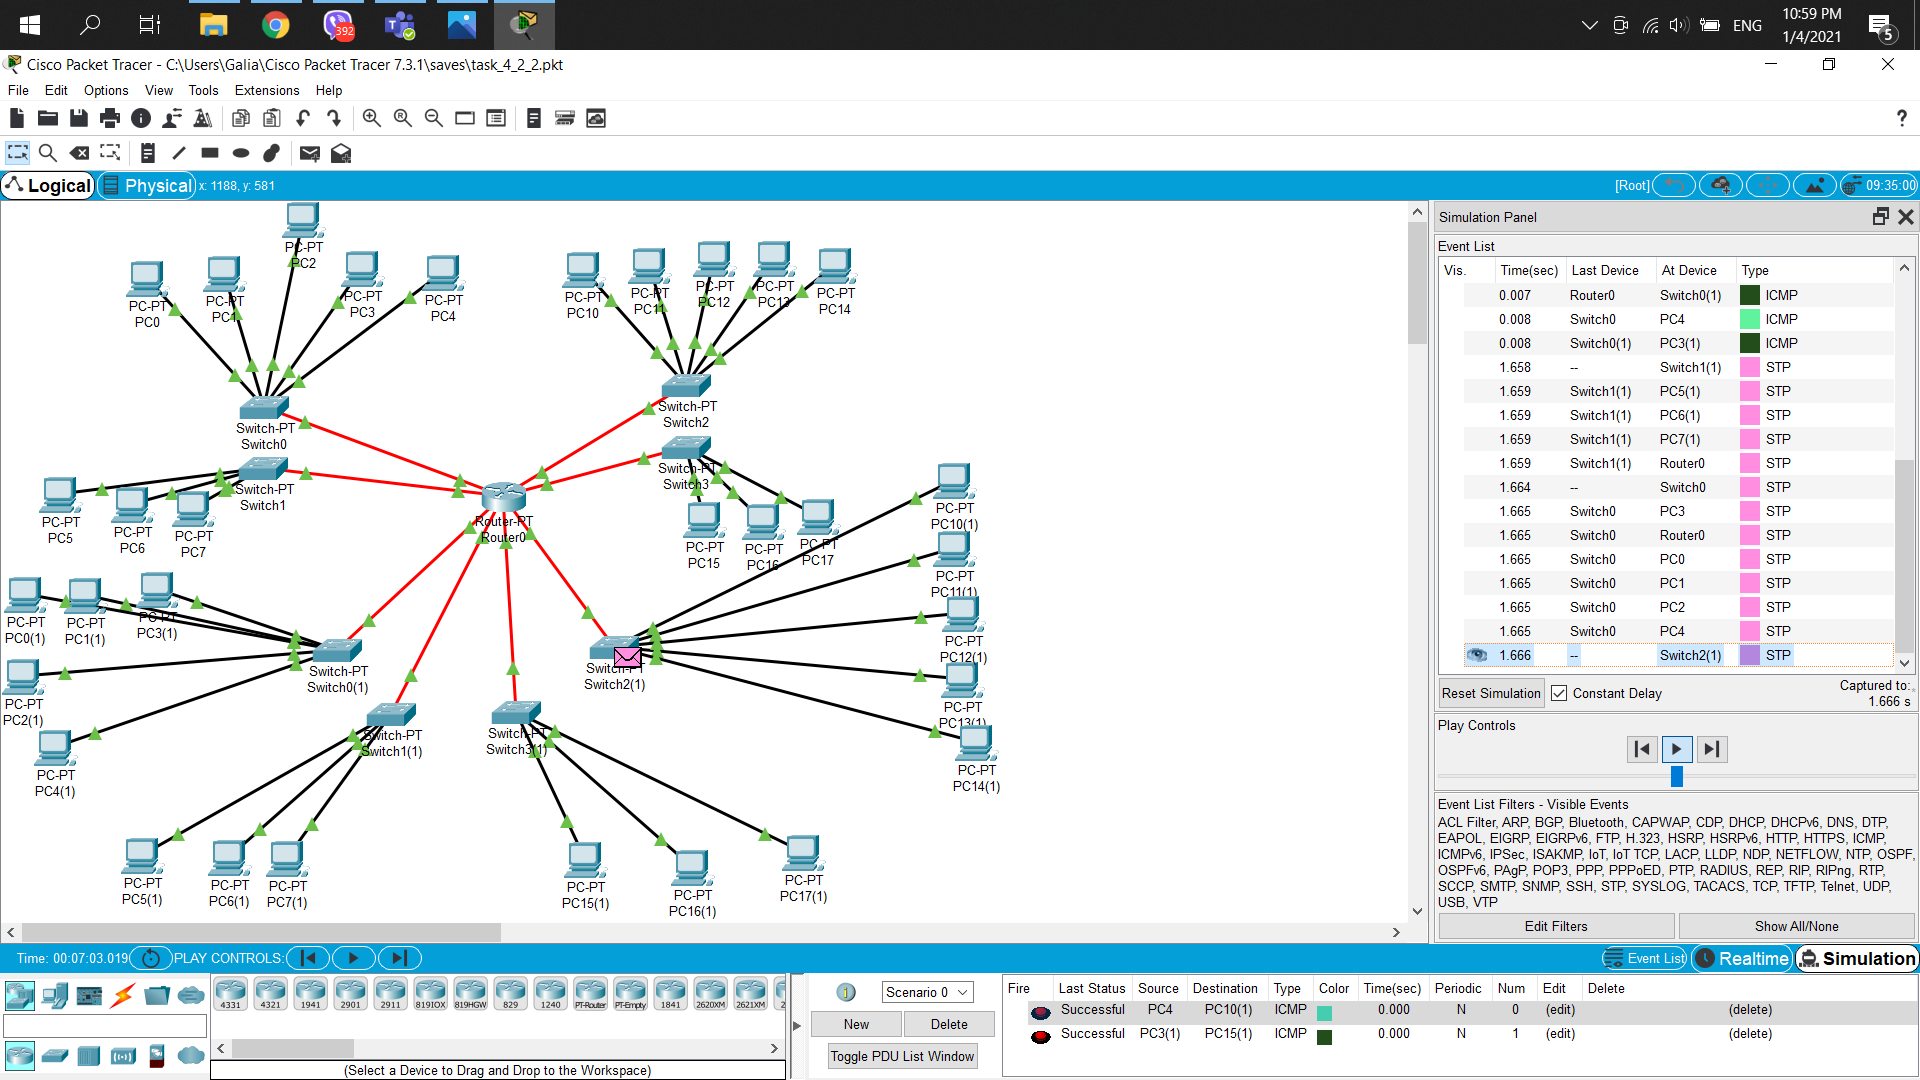 392
ENG
10:59 PM
1/4/2021
5
Cisco Packet Tracer - C:\Users\Galia\Cisco Packet Tracer 7.3.1\saves\task_4_2_2.pkt
File Edit Options View Tools Extensions Help
Logical Physical x: 1188, y: 581
[Root] 09:35:00
PC-PT
PC2
PC-PT
PC0
PC-PT
PC1
PC-PT
PC3
PC-PT
PC4
PC-PT
PC10
PC-PT
PC11
PC-PT
PC12
PC-PT
PC13
PC-PT
PC14
Switch-PT
Switch0
Switch-PT
Switch2
Switch-PT
Switch1
Switch-PT
Switch3
Router-PT
Router0
PC-PT
PC5
PC-PT
PC6
PC-PT
PC7
PC-PT
PC15
PC-PT
PC16
PC-PT
PC17
PC-PT
PC10(1)
PC-PT
PC11(1)
PC-PT
PC12(1)
PC-PT
PC13(1)
PC-PT
PC14(1)
PC-PT
PC0(1)
PC-PT
PC1(1)
PC-PT
PC3(1)
PC-PT
PC2(1)
PC-PT
PC4(1)
Switch-PT
Switch0(1)
Switch-PT
Switch1(1)
Switch-PT
Switch3(1)
Switch-PT
Switch2(1)
PC-PT
PC5(1)
PC-PT
PC6(1)
PC-PT
PC7(1)
PC-PT
PC15(1)
PC-PT
PC16(1)
PC-PT
PC17(1)
Simulation Panel
Event List
Vis. Time(sec) Last Device At Device Type
0.007 Router0 Switch0(1) ICMP
0.008 Switch0 PC4 ICMP
0.008 Switch0(1) PC3(1) ICMP
1.658 -- Switch1(1) STP
1.659 Switch1(1) PC5(1) STP
1.659 Switch1(1) PC6(1) STP
1.659 Switch1(1) PC7(1) STP
1.659 Switch1(1) Router0 STP
1.664 -- Switch0 STP
1.665 Switch0 PC3 STP
1.665 Switch0 Router0 STP
1.665 Switch0 PC0 STP
1.665 Switch0 PC1 STP
1.665 Switch0 PC2 STP
1.665 Switch0 PC4 STP
1.666 -- Switch2(1) STP
Reset Simulation Constant Delay Captured to:
1.666 s
Play Controls
Event List Filters - Visible Events
ACL Filter, ARP, BGP, Bluetooth, CAPWAP, CDP, DHCP, DHCPv6, DNS, DTP,
EAPOL, EIGRP, EIGRPv6, FTP, H.323, HSRP, HSRPv6, HTTP, HTTPS, ICMP,
ICMPv6, IPSec, ISAKMP, IoT, IoT TCP, LACP, LLDP, NDP, NETFLOW, NTP, OSPF,
OSPFv6, PAgP, POP3, PPP, PPPoED, PTP, RADIUS, REP, RIP, RIPng, RTP,
SCCP, SMTP, SNMP, SSH, STP, SYSLOG, TACACS, TCP, TFTP, Telnet, UDP,
USB, VTP
Edit Filters Show All/None
Time: 00:07:03.019 PLAY CONTROLS:
Event List Realtime Simulation
4331 4321 1941 2901 2911 819IOX 819HGW 829 1240 PT-Router PT-Empty 1841 2620XM 2621XM 2
(Select a Device to Drag and Drop to the Workspace)
Scenario 0
New Delete
Toggle PDU List Window
Fire Last Status Source Destination Type Color Time(sec) Periodic Num Edit Delete
Successful PC4 PC10(1) ICMP 0.000 N 0 (edit) (delete)
Successful PC3(1) PC15(1) ICMP 0.000 N 1 (edit) (delete)